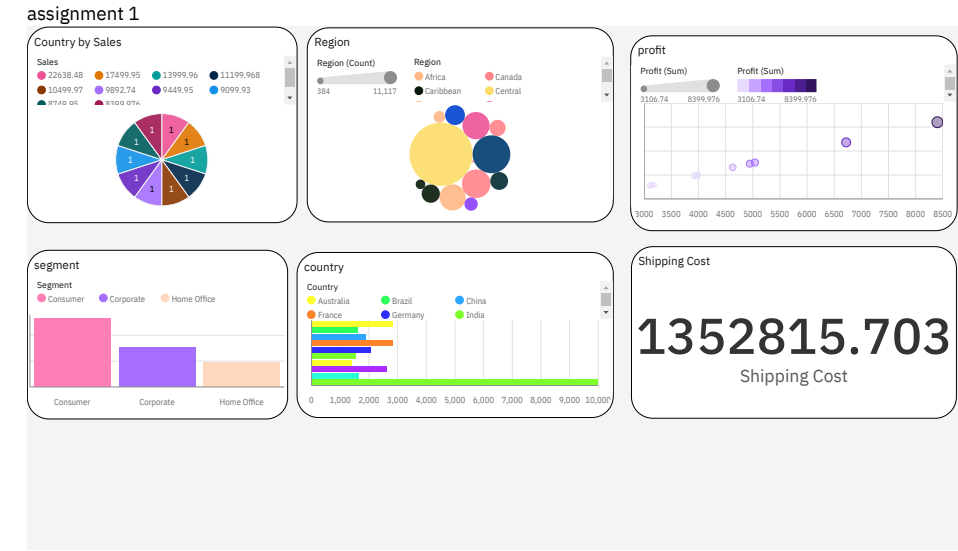 assignment 1
Country by Sales
Sales
22638.48 17499.95 13999.96 11199.968
10499.97 9892.74 9449.95 9099.93
8749.95 8399.976
1 1 1 1 1 1 1 1 1 1
Region
Region (Count)
384 11,117
Region
Africa Canada
Caribbean Central
profit
Profit (Sum)
3106.74 8399.976
Profit (Sum)
3106.74 8399.976
3000 3500 4000 4500 5000 5500 6000 6500 7000 7500 8000 8500
segment
Segment
Consumer Corporate Home Office
Consumer Corporate Home Office
country
Country
Australia Brazil China
France Germany India
0 1,000 2,000 3,000 4,000 5,000 6,000 7,000 8,000 9,000 10,000
Shipping Cost
1352815.703
Shipping Cost